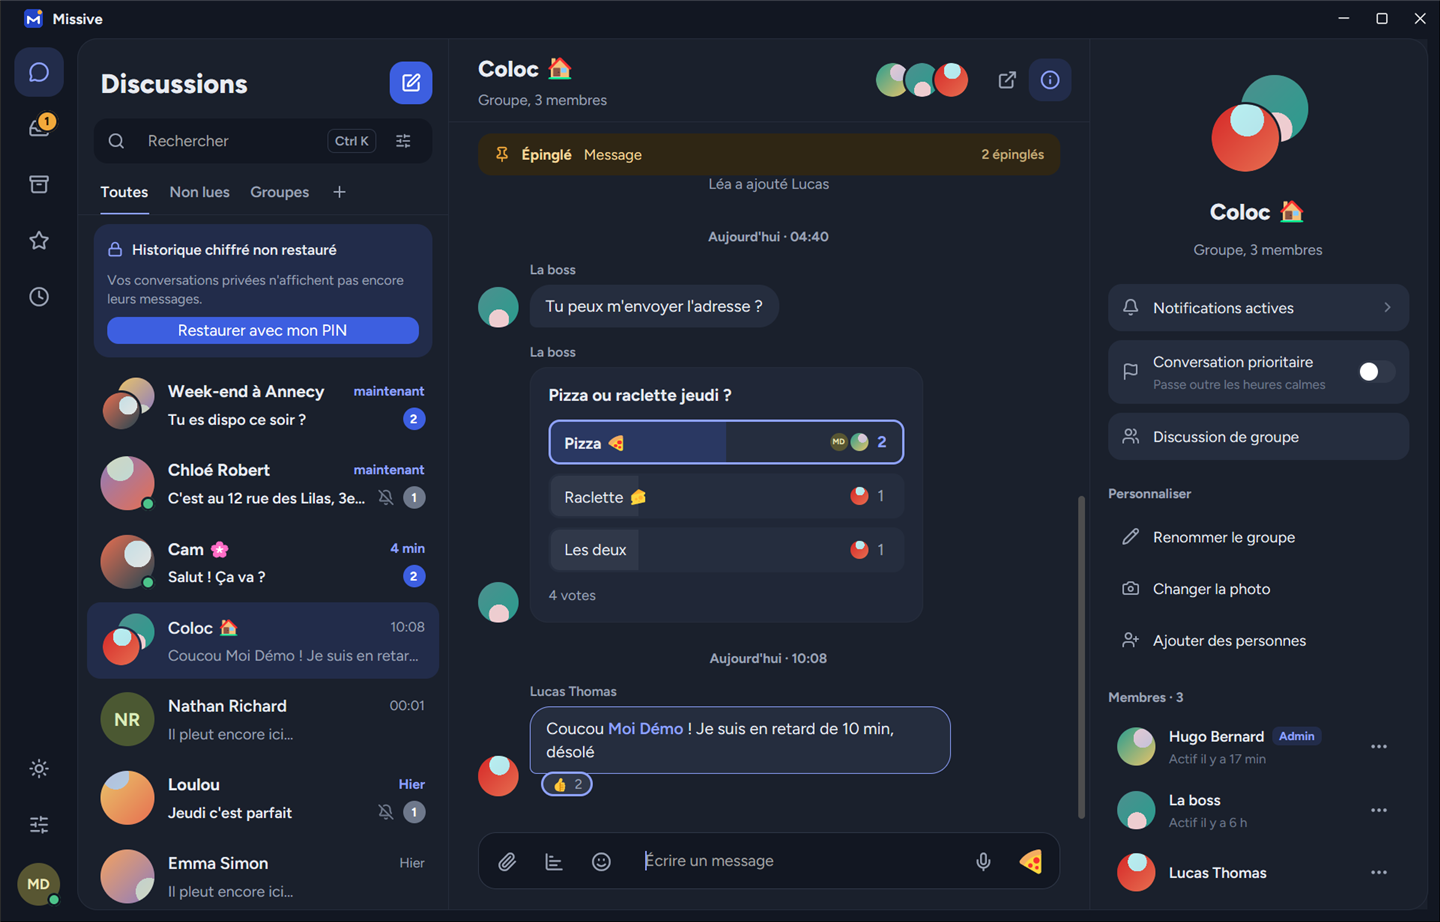 Missive
1
Discussions
Rechercher
Ctrl K
Toutes
Non lues
Groupes
Historique chiffré non restauré
Vos conversations privées n'affichent pas encore
leurs messages.
Restaurer avec mon PIN
Week-end à Annecy
maintenant
Tu es dispo ce soir ?
2
Chloé Robert
maintenant
C'est au 12 rue des Lilas, 3e...
1
Cam 🌸
4 min
Salut ! Ça va ?
2
Coloc 🏠
10:08
Coucou Moi Démo ! Je suis en retar...
NR
Nathan Richard
00:01
Il pleut encore ici...
Loulou
Hier
Jeudi c'est parfait
1
Emma Simon
Hier
Il pleut encore ici...
MD
Coloc 🏠
Groupe, 3 membres
Épinglé Message
2 épinglés
Léa a ajouté Lucas
Aujourd'hui · 04:40
La boss
Tu peux m'envoyer l'adresse ?
La boss
Pizza ou raclette jeudi ?
Pizza 🍕
MD
2
Raclette 🧀
1
Les deux
1
4 votes
Aujourd'hui · 10:08
Lucas Thomas
Coucou Moi Démo ! Je suis en retard de 10 min,
désolé
👍 2
Écrire un message
Coloc 🏠
Groupe, 3 membres
Notifications actives
Conversation prioritaire
Passe outre les heures calmes
Discussion de groupe
Personnaliser
Renommer le groupe
Changer la photo
Ajouter des personnes
Membres · 3
Hugo Bernard
Admin
Actif il y a 17 min
La boss
Actif il y a 6 h
Lucas Thomas